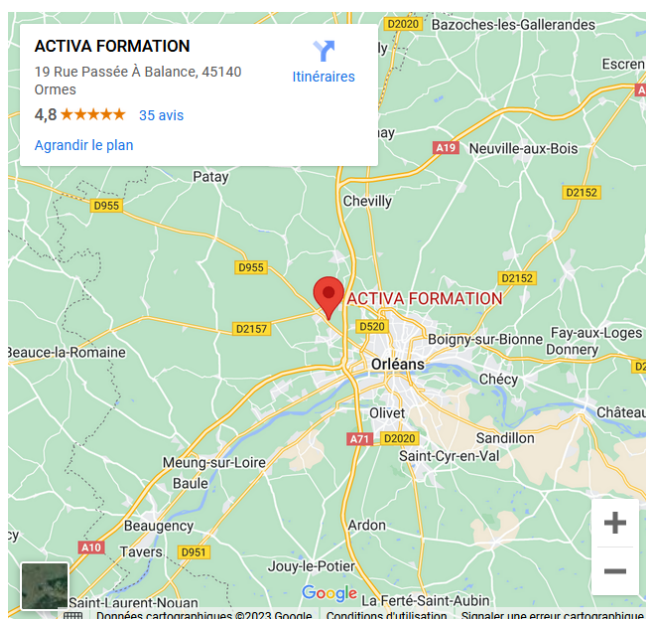 ACTIVA FORMATION
19 Rue Passée À Balance, 45140
Ormes
Itinéraires
4,8
35 avis
Agrandir le plan
D2020
Bazoches-les-Gallerandes
Escren
A19
Neuville-aux-Bois
Patay
D955
Chevilly
D2152
D955
D2152
ACTIVA FORMATION
D2157
D520
Boigny-sur-Bionne
Fay-aux-Loges
Donnery
Beauce-la-Romaine
Orléans
Chécy
Olivet
Château
A71
D2020
Sandillon
Saint-Cyr-en-Val
Meung-sur-Loire
Baule
Beaugency
Ardon
A10
Tavers
D951
Jouy-le-Potier
Google
La Ferté-Saint-Aubin
Saint-Laurent-Nouan
Données cartographiques ©2023 Google
Conditions d'utilisation
Signaler une erreur cartographique